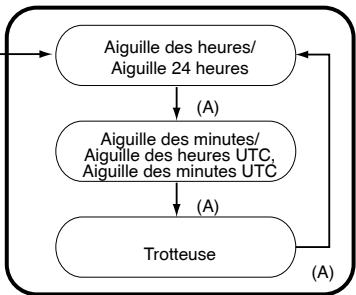 Aiguille des heures/
Aiguille 24 heures
(A)
Aiguille des minutes/
Aiguille des heures UTC,
Aiguille des minutes UTC
(A)
Trotteuse
(A)